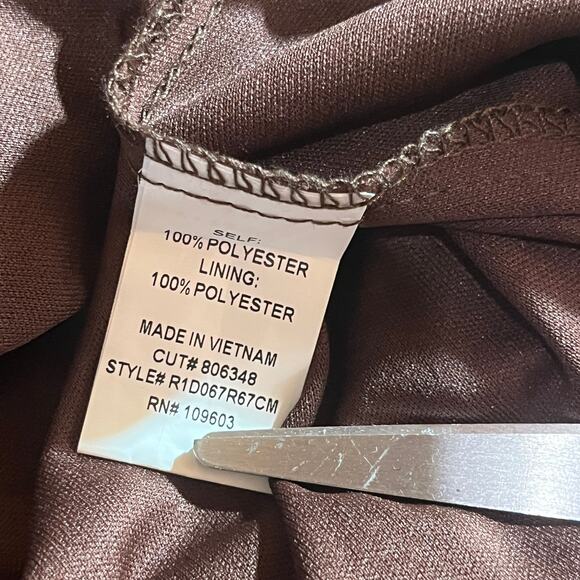 SELF:
100% POLYESTER
LINING:
100% POLYESTER
MADE IN VIETNAM
CUT# 806348
STYLE# R1D067R67CM
RN# 109603